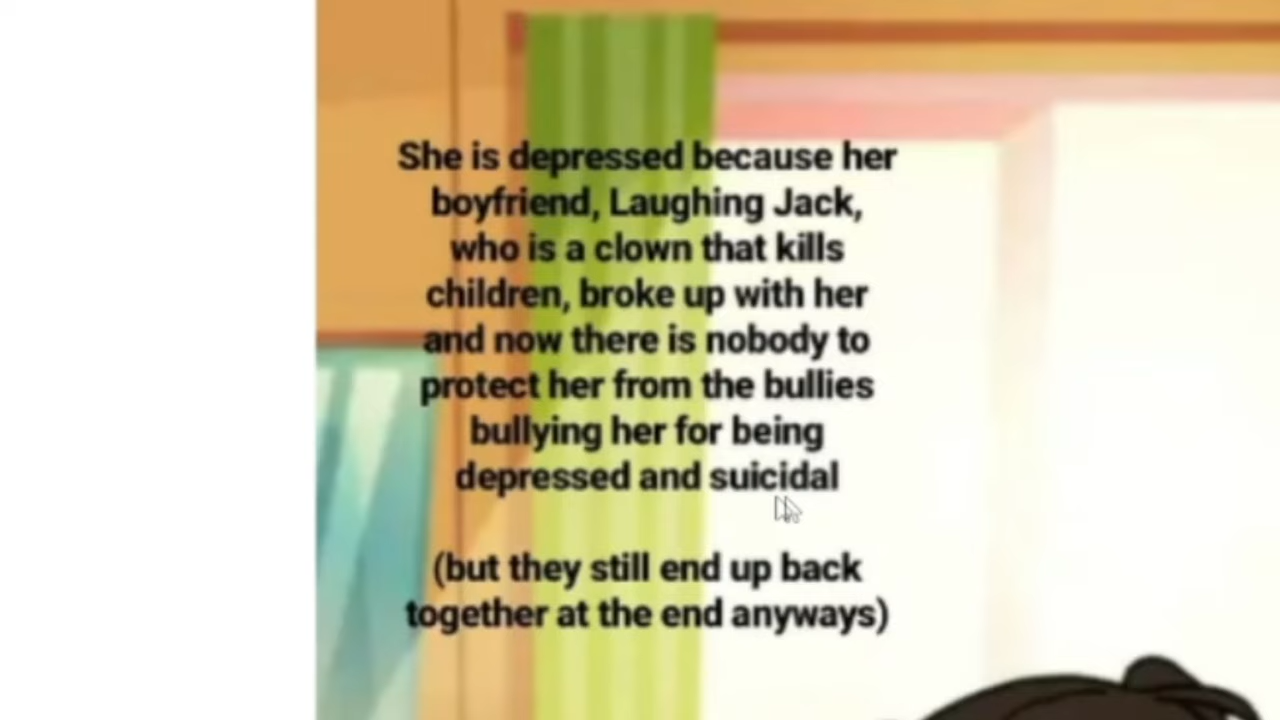 She is depressed because her
boyfriend, Laughing Jack,
who is a clown that kills
children, broke up with her
and now there is nobody to
protect her from the bullies
bullying her for being
depressed and suicidal
(but they still end up back
together at the end anyways)